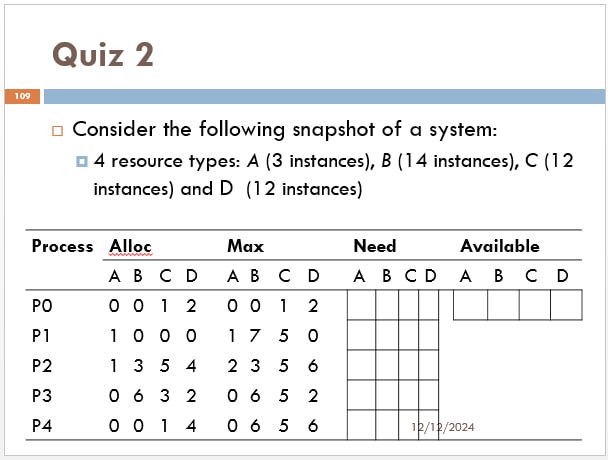 Quiz 2
109
Consider the following snapshot of a system:
4 resource types: A (3 instances), B (14 instances), C (12
instances) and D (12 instances)
Process Alloc Max Need Available
A B C D A B C D A B C D A B C D
P0 0 0 1 2 0 0 1 2
P1 1 0 0 0 1 7 5 0
P2 1 3 5 4 2 3 5 6
P3 0 6 3 2 0 6 5 2
P4 0 0 1 4 0 6 5 6
12/12/2024